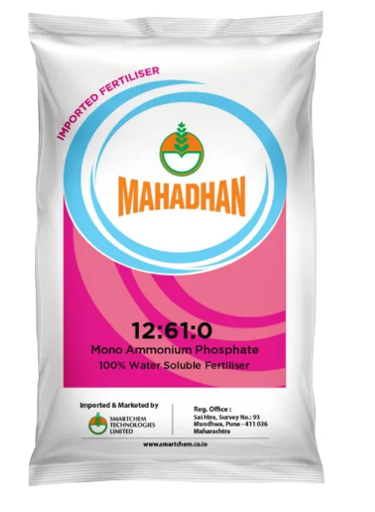 IMPORTED FERTILISER
MAHADHAN
12:61:0
Mono Ammonium Phosphate
100% Water Soluble Fertiliser
Imported & Marketed by
SMARTCHEM
TECHNOLOGIES
LIMITED
Reg. Office :
Sai Hira, Survey No.: 93
Mundhwa, Pune - 411 036
Maharashtra
www.smartchem.co.in